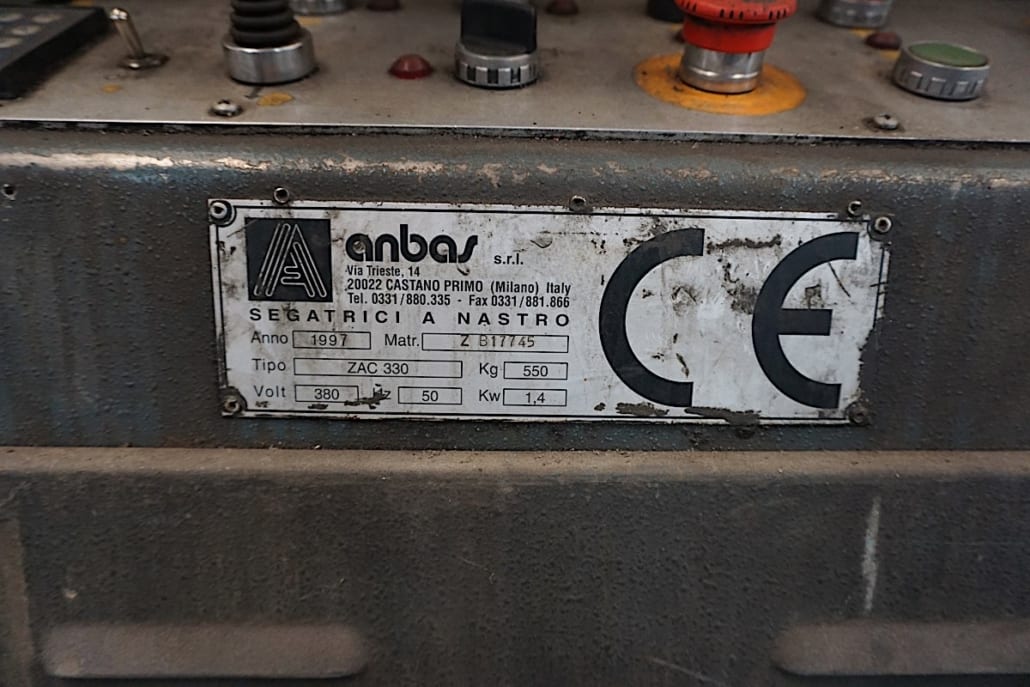 anbas s.r.l.
Via Trieste, 14
20022 CASTANO PRIMO (Milano) Italy
Tel. 0331/880.335 - Fax 0331/881.866
SEGATRICI A NASTRO
Anno 1997 Matr. Z B17745
Tipo ZAC 330 Kg 550
Volt 380 Hz 50 Kw 1,4
CE